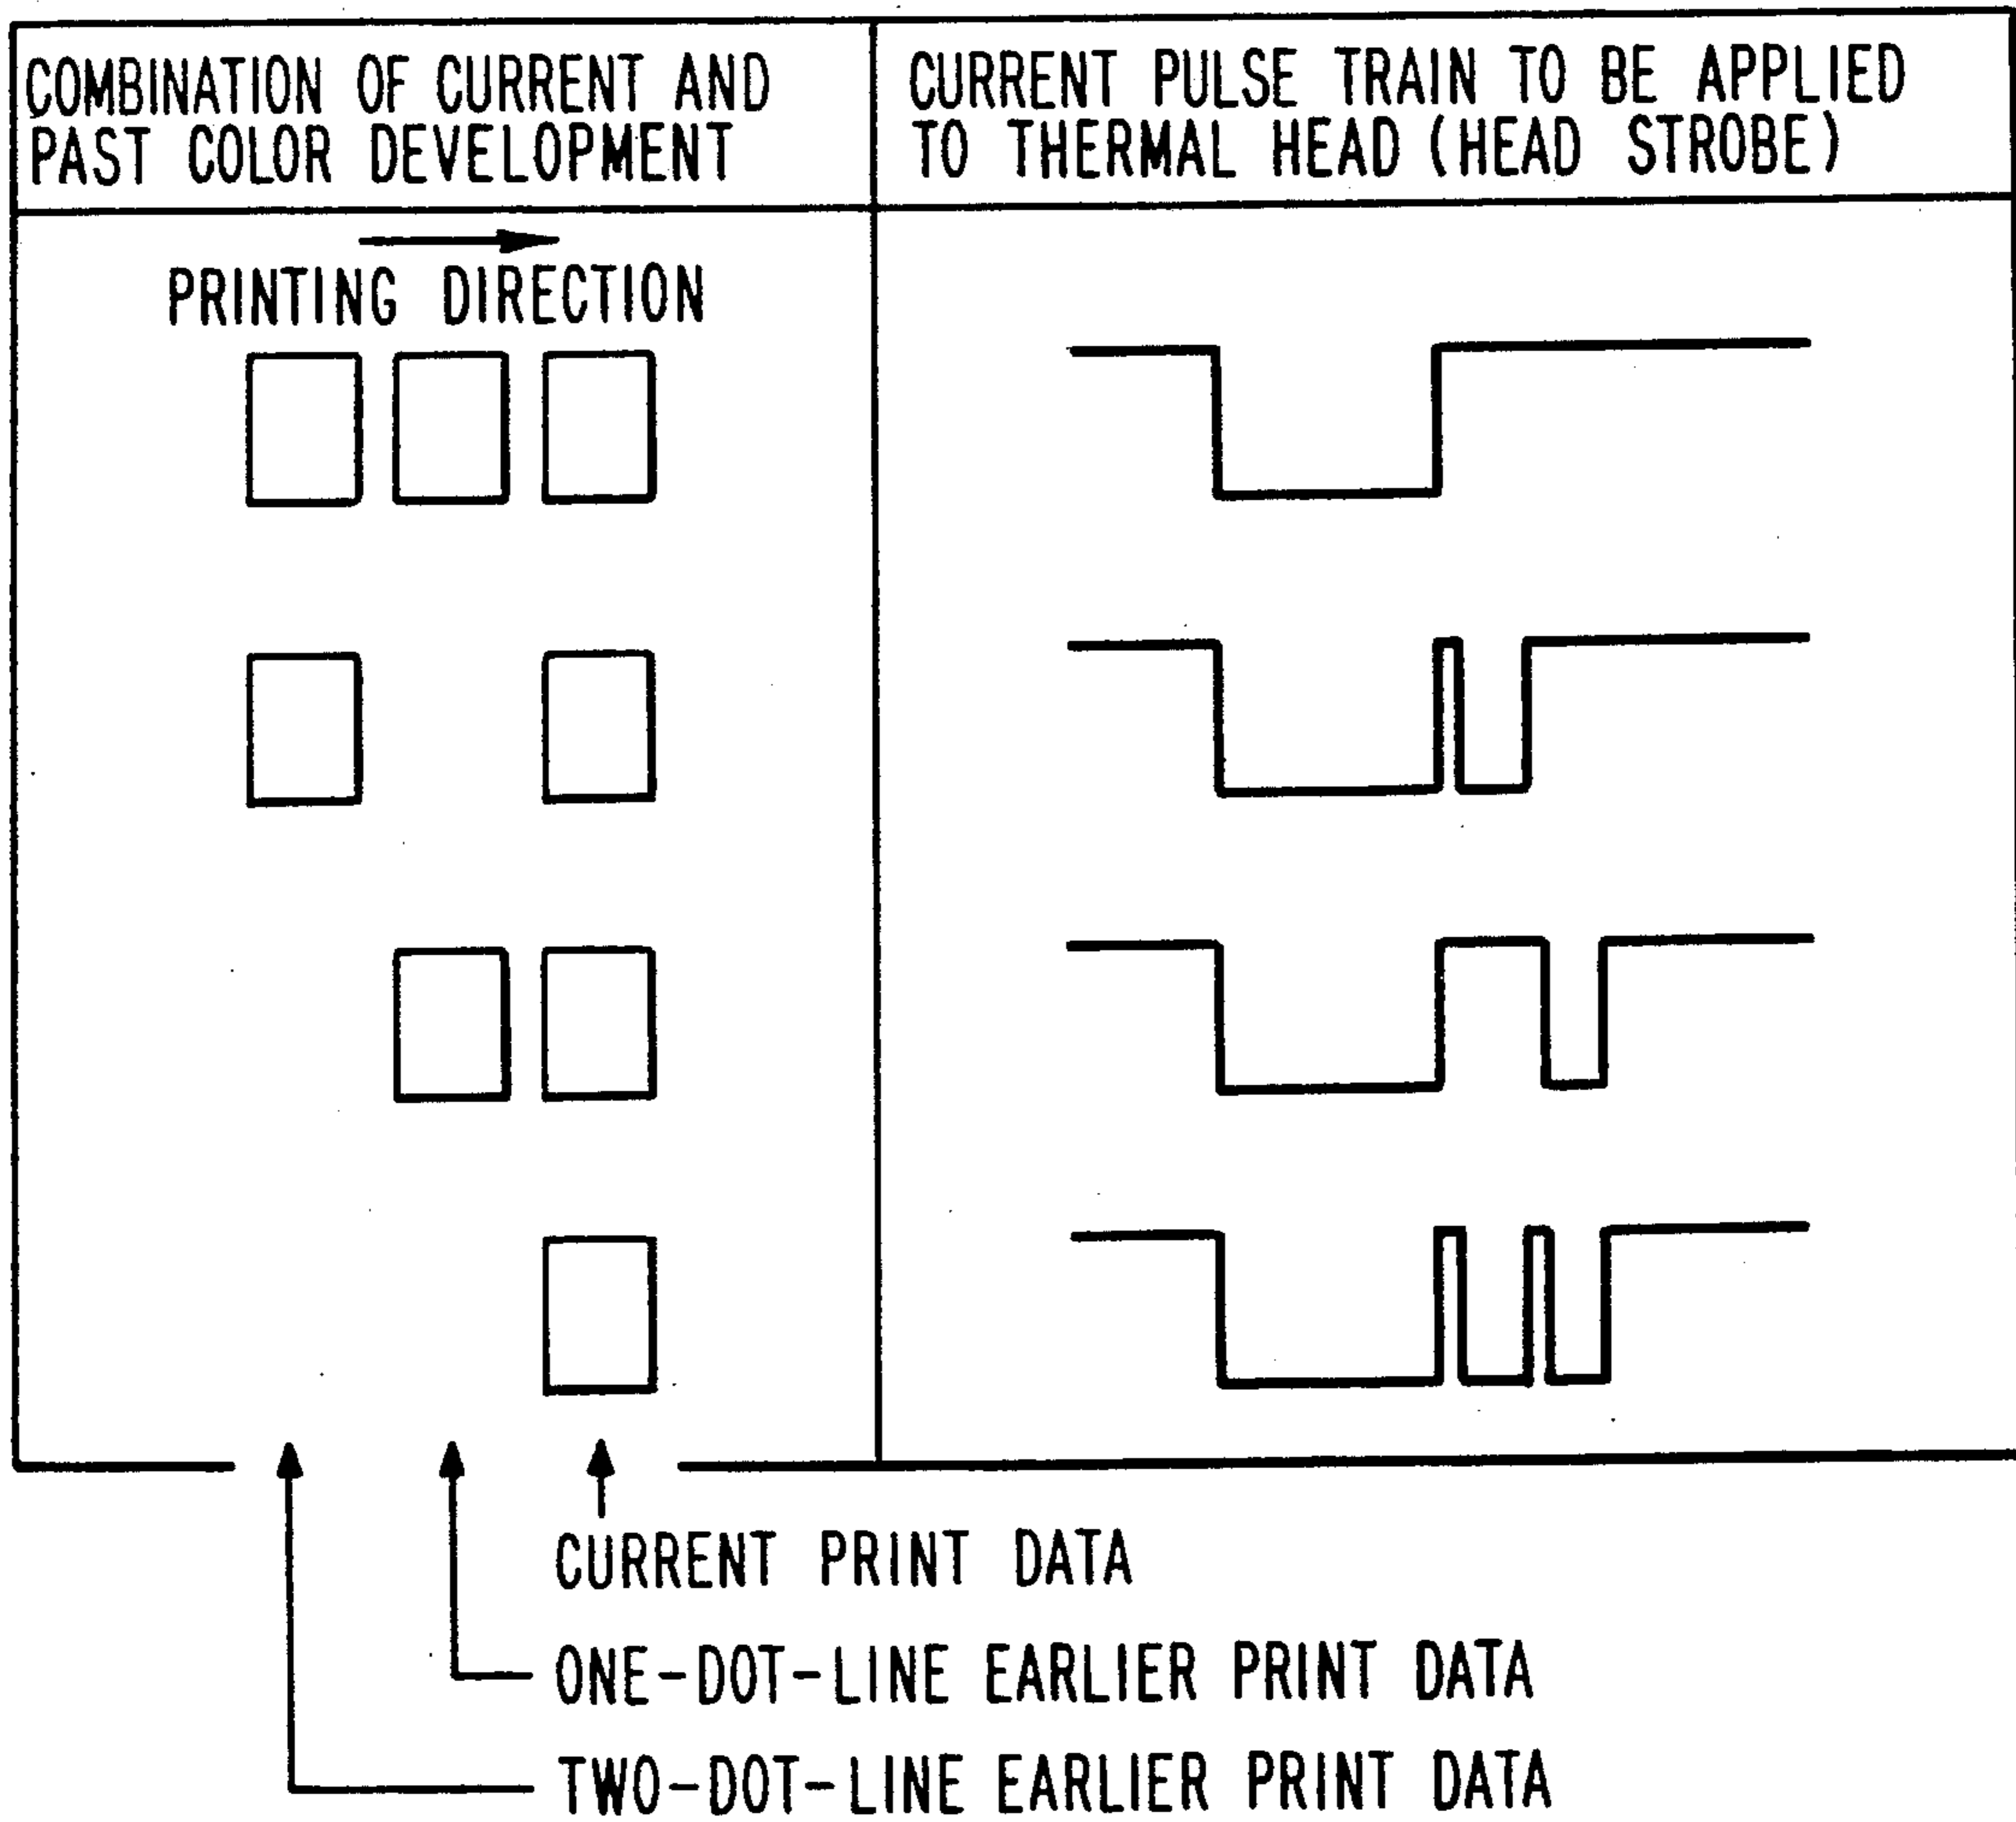 COMBINATION OF CURRENT AND
PAST COLOR DEVELOPMENT
CURRENT PULSE TRAIN TO BE APPLIED
TO THERMAL HEAD (HEAD STROBE)
PRINTING DIRECTION
CURRENT PRINT DATA
ONE-DOT-LINE EARLIER PRINT DATA
TWO-DOT-LINE EARLIER PRINT DATA